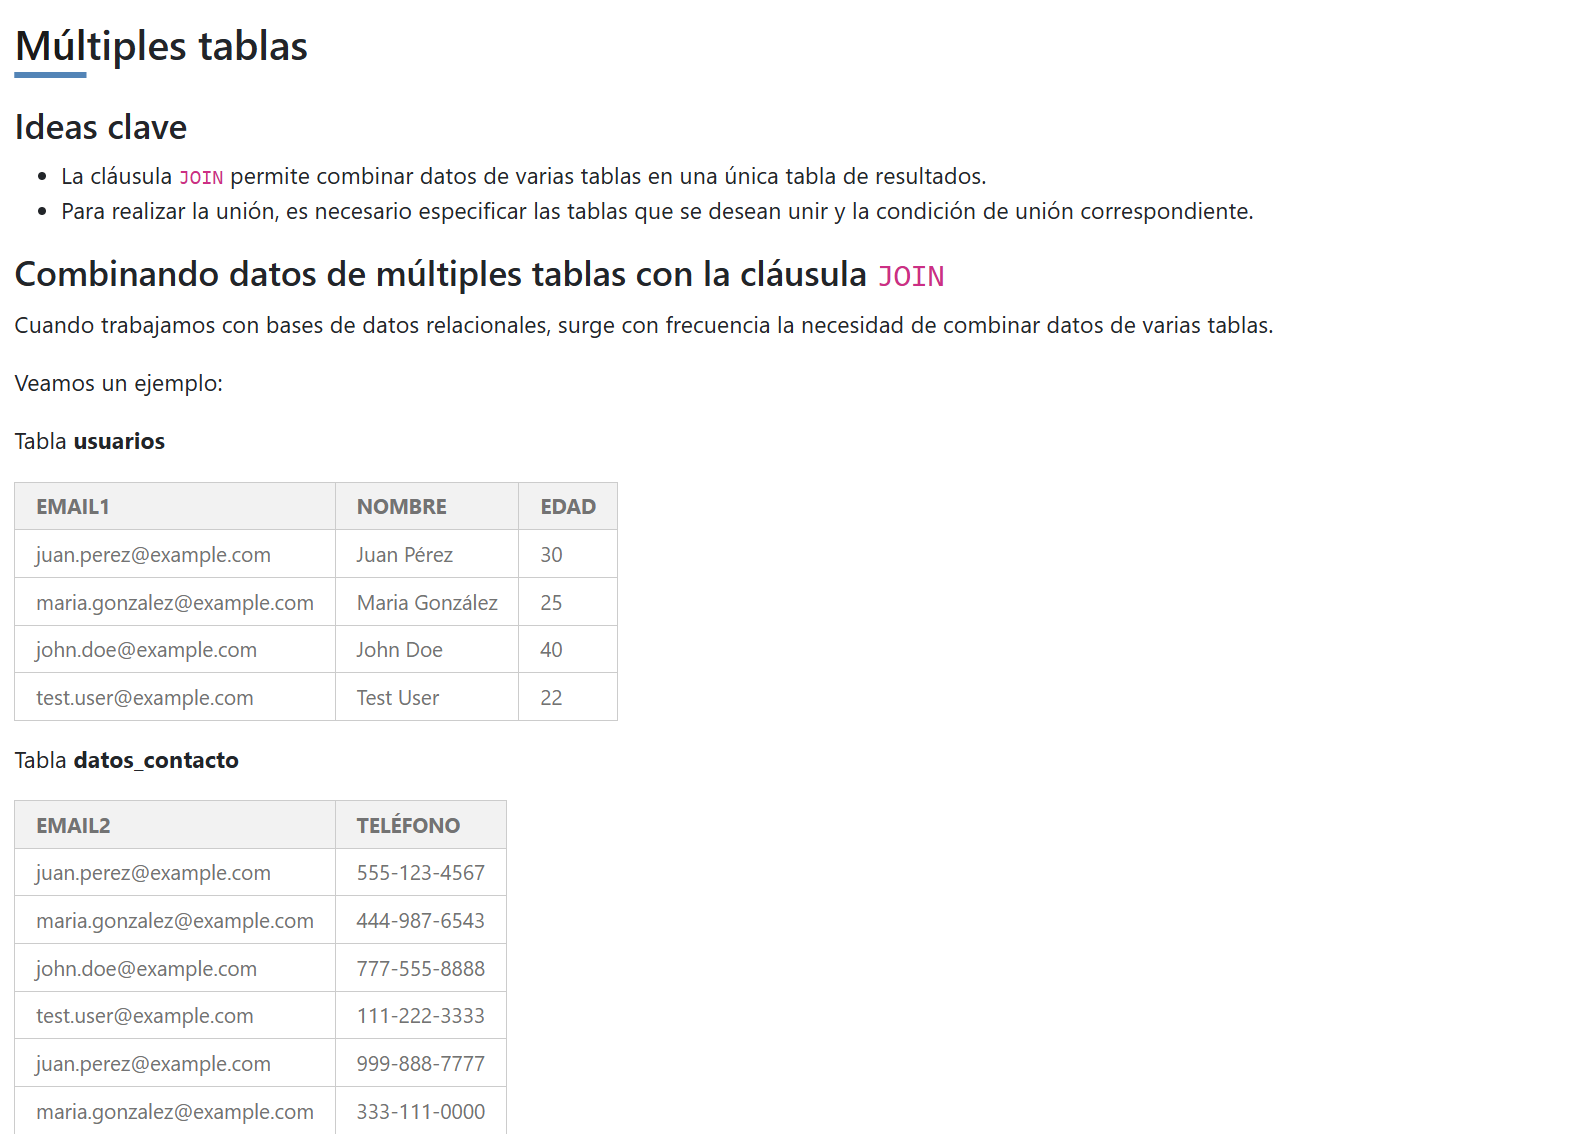 Múltiples tablas
Ideas clave
La cláusula JOIN permite combinar datos de varias tablas en una única tabla de resultados.
Para realizar la unión, es necesario especificar las tablas que se desean unir y la condición de unión correspondiente.
Combinando datos de múltiples tablas con la cláusula JOIN
Cuando trabajamos con bases de datos relacionales, surge con frecuencia la necesidad de combinar datos de varias tablas.
Veamos un ejemplo:
Tabla usuarios
EMAIL1 NOMBRE EDAD
juan.perez@example.com Juan Pérez 30
maria.gonzalez@example.com Maria González 25
john.doe@example.com John Doe 40
test.user@example.com Test User 22
Tabla datos_contacto
EMAIL2 TELÉFONO
juan.perez@example.com 555-123-4567
maria.gonzalez@example.com 444-987-6543
john.doe@example.com 777-555-8888
test.user@example.com 111-222-3333
juan.perez@example.com 999-888-7777
maria.gonzalez@example.com 333-111-0000